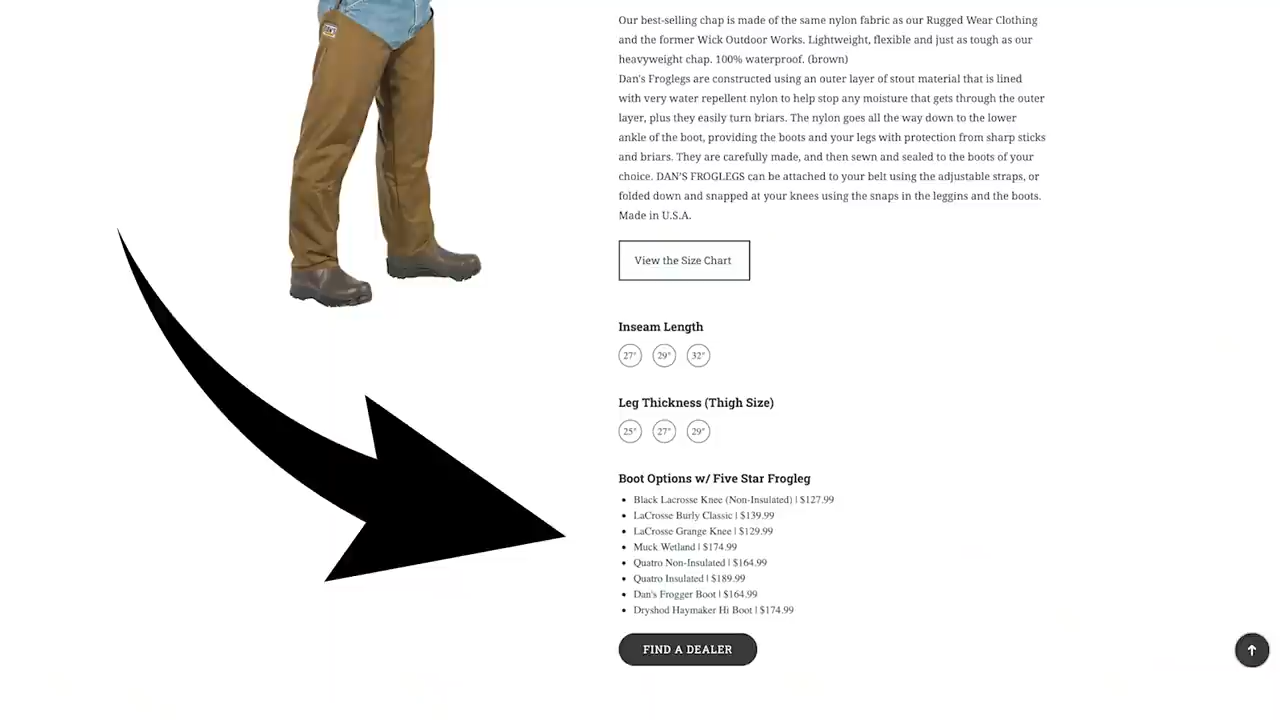 Our best-selling chap is made of the same nylon fabric as our Rugged Wear Clothing
and the former Wick Outdoor Works. Lightweight, flexible and just as tough as our
heavyweight chap. 100% waterproof. (brown)
Dan's Froglegs are constructed using an outer layer of stout material that is lined
with very water repellent nylon to help stop any moisture that gets through the outer
layer, plus they easily turn briars. The nylon goes all the way down to the lower
ankle of the boot, providing the boots and your legs with protection from sharp sticks
and briars. They are carefully made, and then sewn and sealed to the boots of your
choice. DAN'S FROGLEGS can be attached to your belt using the adjustable straps, or
folded down and snapped at your knees using the snaps in the leggins and the boots.
Made in U.S.A.
View the Size Chart
Inseam Length
27" 29" 32"
Leg Thickness (Thigh Size)
25" 27" 29"
Boot Options w/ Five Star Frogleg
• Black Lacrosse Knee (Non-Insulated) | $127.99
• LaCrosse Burly Classic | $139.99
• LaCrosse Grange Knee | $129.99
• Muck Wetland | $174.99
• Quatro Non-Insulated | $164.99
• Quatro Insulated | $189.99
• Dan's Frogger Boot | $164.99
• Dryshod Haymaker Hi Boot | $174.99
FIND A DEALER